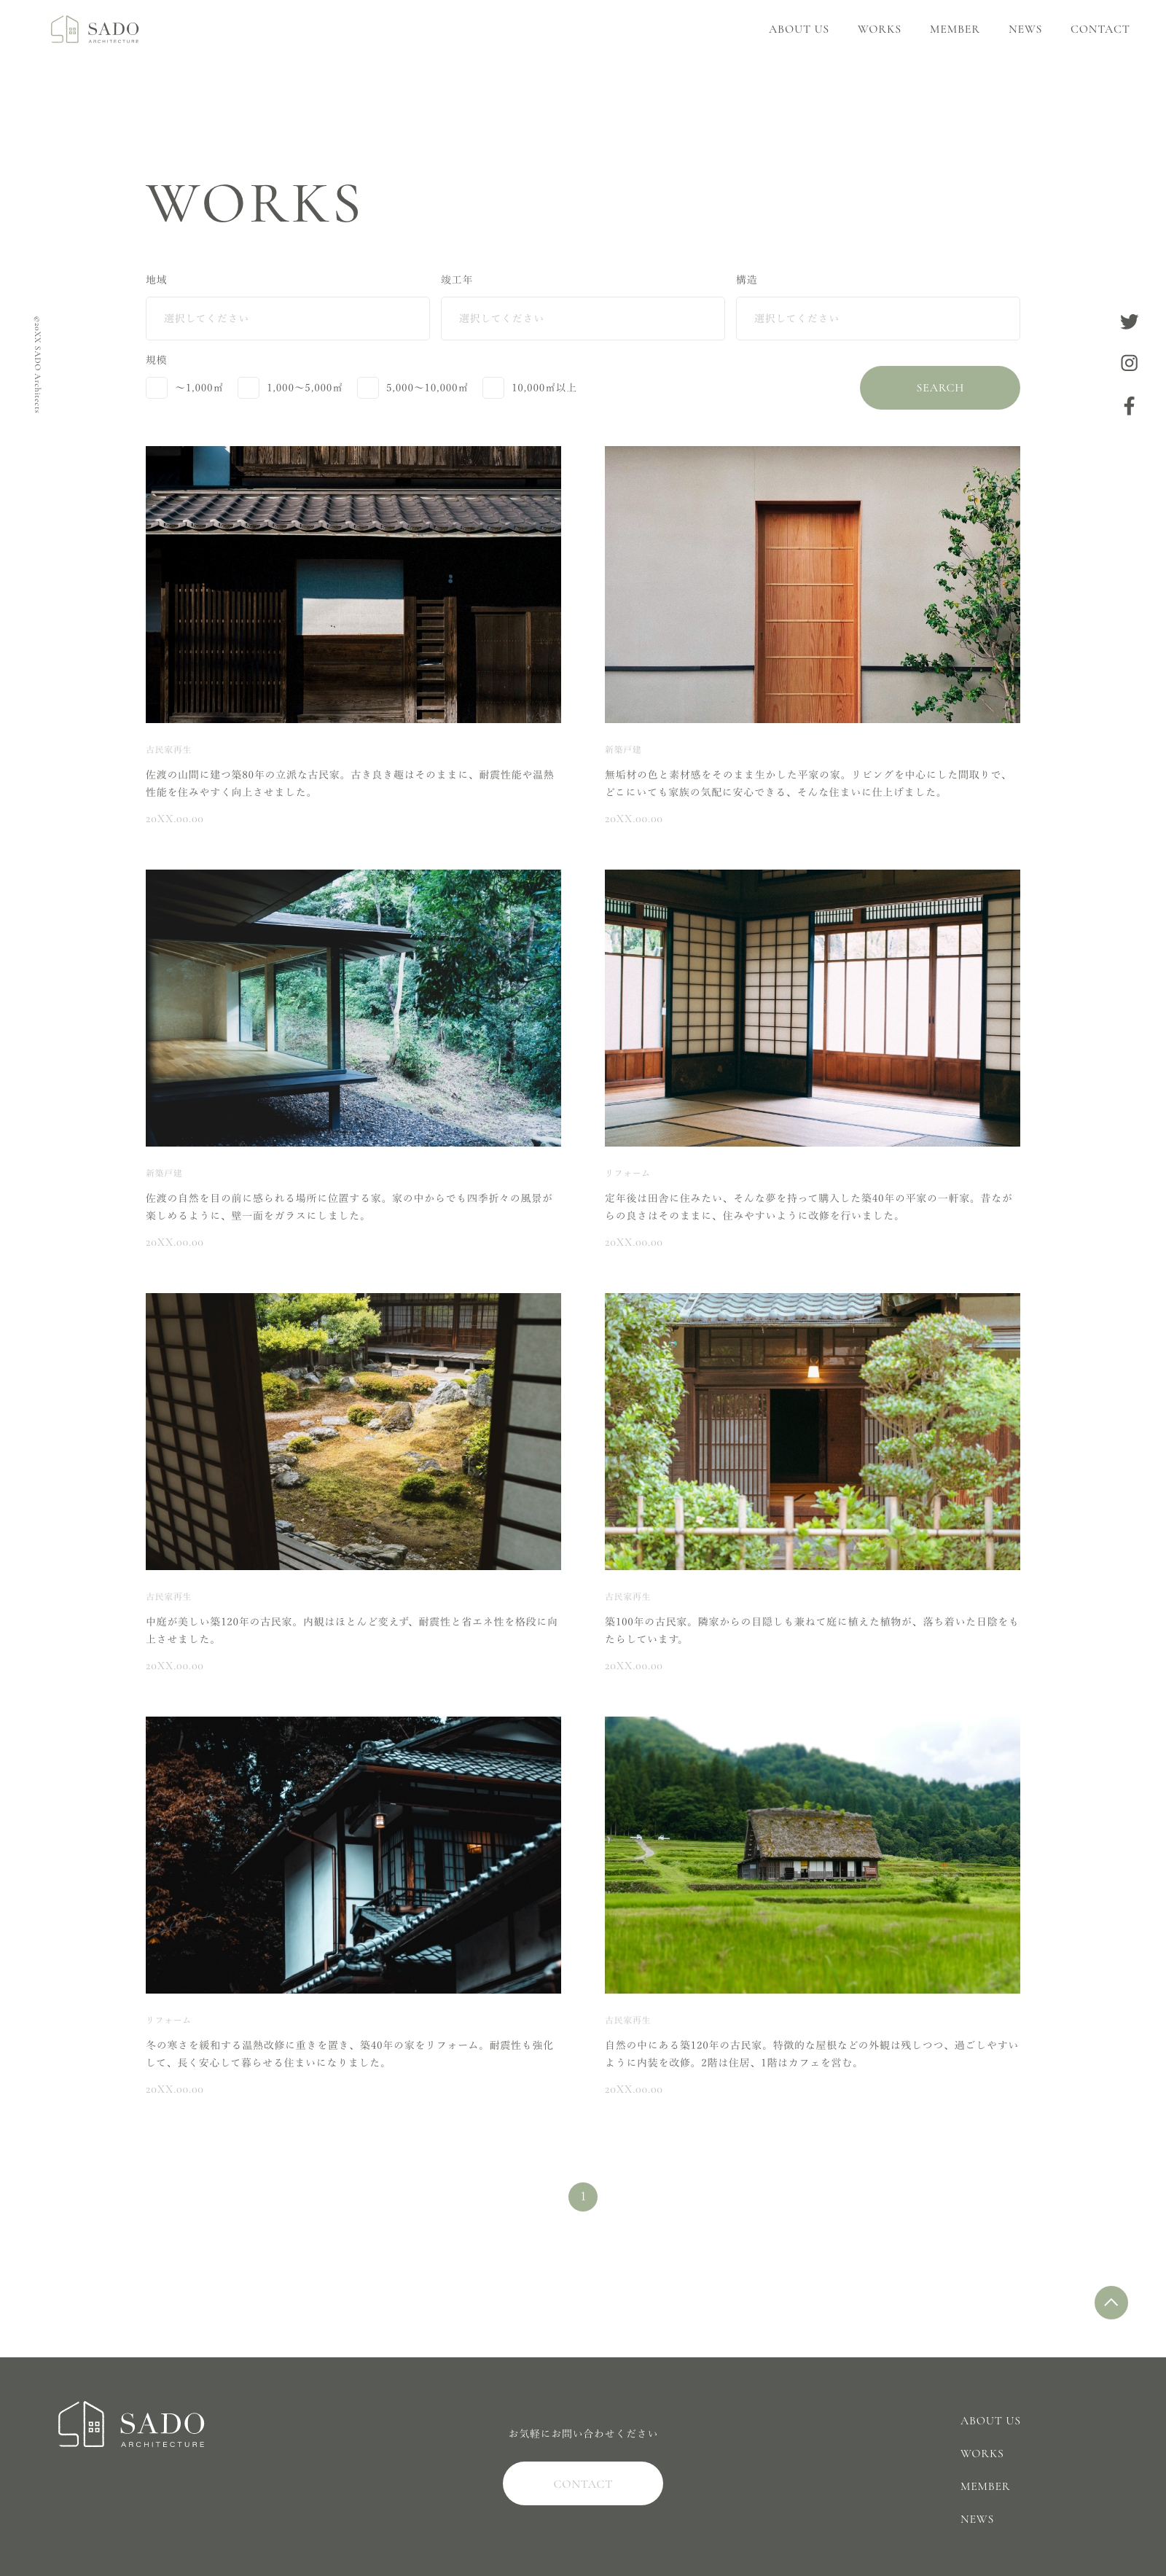 SADO
ARCHITECTURE
ABOUT US
WORKS
MEMBER
NEWS
CONTACT
WORKS
地域
竣工年
構造
選択してください
選択してください
選択してください
©20XX SADO Architects
規模
〜1,000㎡
1,000〜5,000㎡
5,000〜10,000㎡
10,000㎡以上
SEARCH
古民家再生
佐渡の山間に建つ築80年の立派な古民家。古き良き趣はそのままに、耐震性能や温熱
性能を住みやすく向上させました。
20XX.00.00
新築戸建
無垢材の色と素材感をそのまま生かした平家の家。リビングを中心にした間取りで、
どこにいても家族の気配に安心できる、そんな住まいに仕上げました。
20XX.00.00
新築戸建
佐渡の自然を目の前に感られる場所に位置する家。家の中からでも四季折々の風景が
楽しめるように、壁一面をガラスにしました。
20XX.00.00
リフォーム
定年後は田舎に住みたい、そんな夢を持って購入した築40年の平家の一軒家。昔なが
らの良さはそのままに、住みやすいように改修を行いました。
20XX.00.00
古民家再生
中庭が美しい築120年の古民家。内観はほとんど変えず、耐震性と省エネ性を格段に向
上させました。
20XX.00.00
古民家再生
築100年の古民家。隣家からの目隠しも兼ねて庭に植えた植物が、落ち着いた日陰をも
たらしています。
20XX.00.00
リフォーム
冬の寒さを緩和する温熱改修に重きを置き、築40年の家をリフォーム。耐震性も強化
して、長く安心して暮らせる住まいになりました。
20XX.00.00
古民家再生
自然の中にある築120年の古民家。特徴的な屋根などの外観は残しつつ、過ごしやすい
ように内装を改修。2階は住居、1階はカフェを営む。
20XX.00.00
1
SADO
ARCHITECTURE
お気軽にお問い合わせください
CONTACT
ABOUT US
WORKS
MEMBER
NEWS